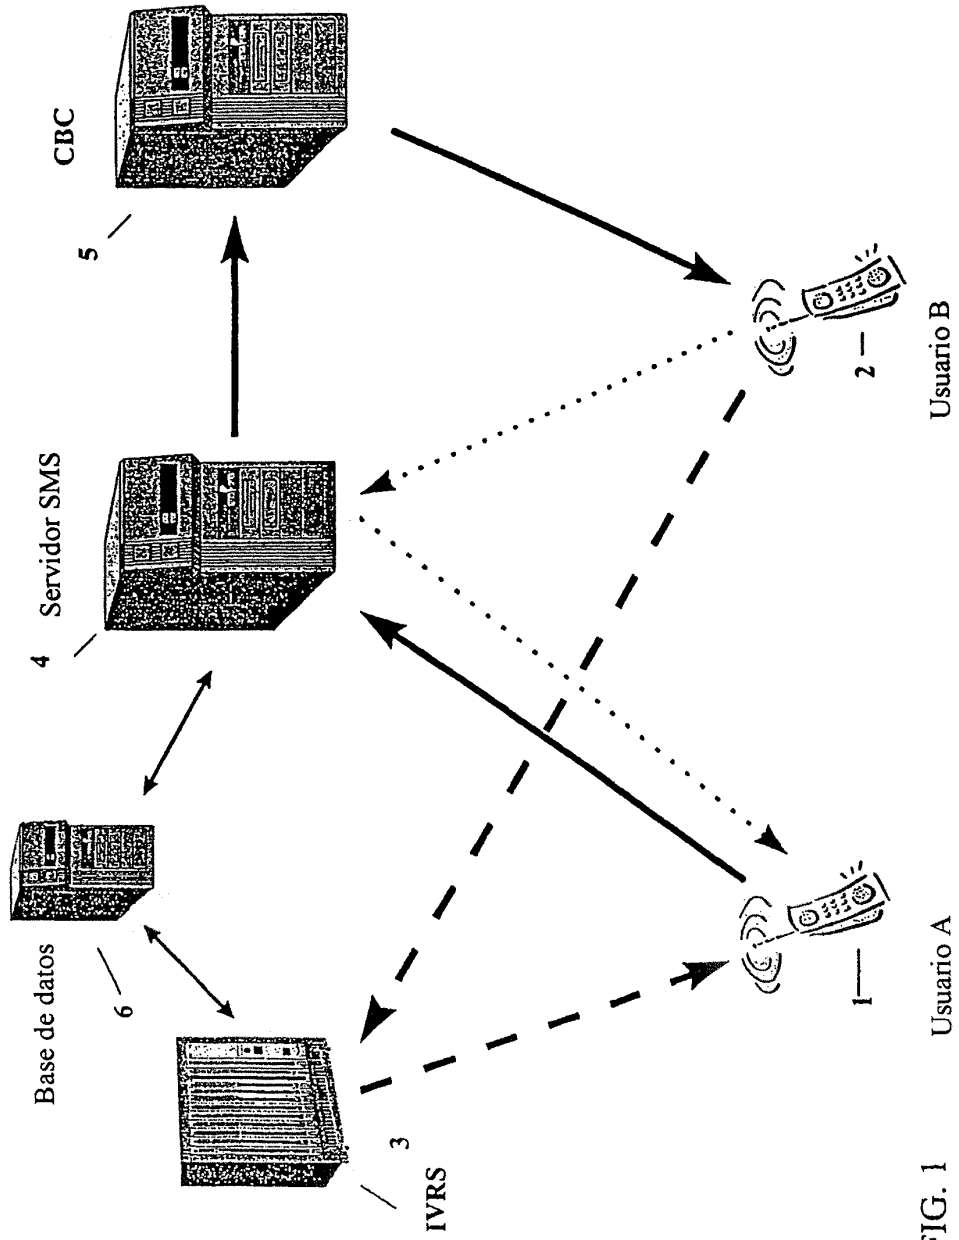 Base de datos
6
Servidor SMS
4
CBC
5
IVRS
3
1
Usuario A
2
Usuario B
FIG. 1